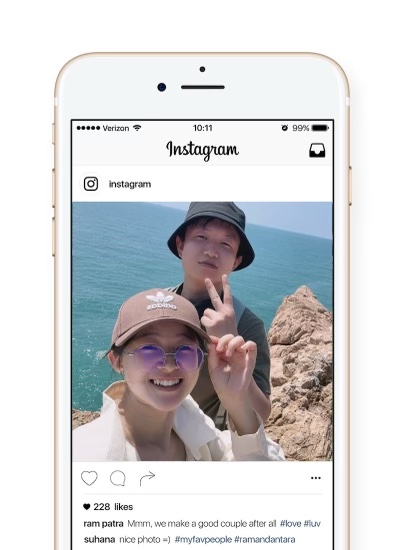 Verizon 10:11 99%
Instagram
instagram
228 likes
ram patra Mmm, we make a good couple after all #love #luv
suhana nice photo =) #myfavpeople #ramandantara